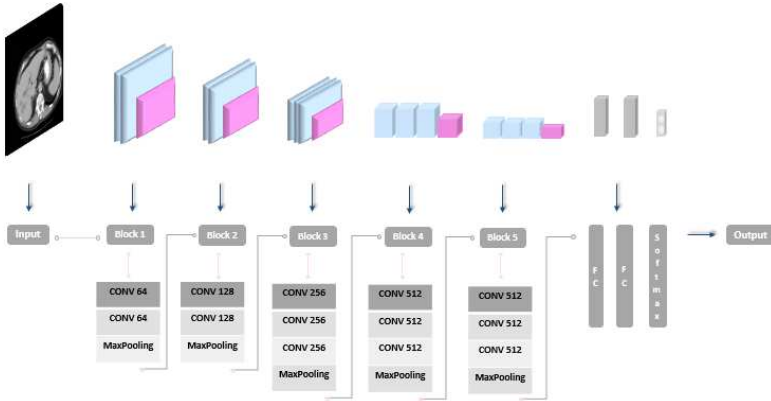 Input
Block 1
Block 2
Block 3
Block 4
Block 5
Output
CONV 64
CONV 64
MaxPooling
CONV 128
CONV 128
MaxPooling
CONV 256
CONV 256
CONV 256
MaxPooling
CONV 512
CONV 512
CONV 512
MaxPooling
CONV 512
CONV 512
CONV 512
MaxPooling
FC
FC
Softmax